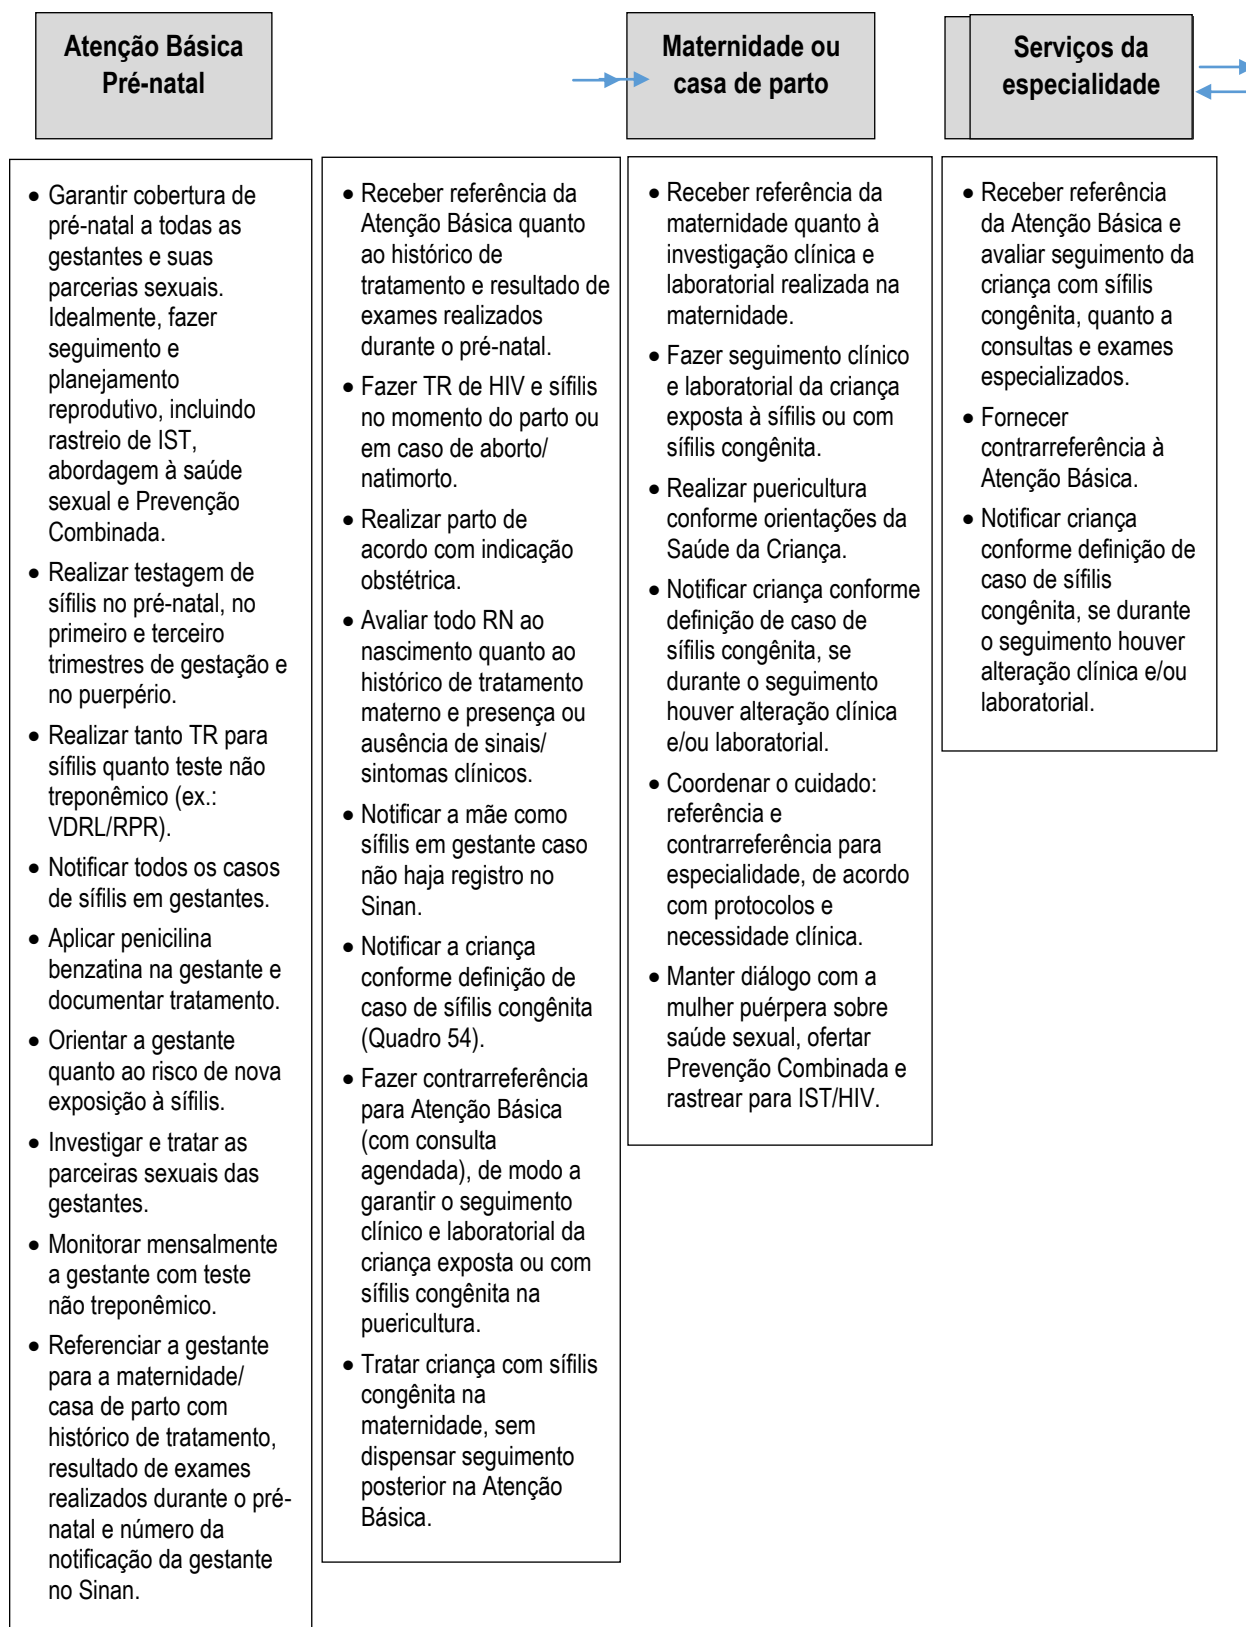 Atenção Básica
Pré-natal
Maternidade ou
casa de parto
Serviços da
especialidade
• Garantir cobertura de
pré-natal a todas as
gestantes e suas
parcerias sexuais.
Idealmente, fazer
seguimento e
planejamento
reprodutivo, incluindo
rastreio de IST,
abordagem à saúde
sexual e Prevenção
Combinada.
• Realizar testagem de
sífilis no pré-natal, no
primeiro e terceiro
trimestres de gestação e
no puerpério.
• Realizar tanto TR para
sífilis quanto teste não
treponêmico (ex.:
VDRL/RPR).
• Notificar todos os casos
de sífilis em gestantes.
• Aplicar penicilina
benzatina na gestante e
documentar tratamento.
• Orientar a gestante
quanto ao risco de nova
exposição à sífilis.
• Investigar e tratar as
parceiras sexuais das
gestantes.
• Monitorar mensalmente
a gestante com teste
não treponêmico.
• Referenciar a gestante
para a maternidade/
casa de parto com
histórico de tratamento,
resultado de exames
realizados durante o pré-
natal e número da
notificação da gestante
no Sinan.
• Receber referência da
Atenção Básica quanto
ao histórico de
tratamento e resultado de
exames realizados
durante o pré-natal.
• Fazer TR de HIV e sífilis
no momento do parto ou
em caso de aborto/
natimorto.
• Realizar parto de
acordo com indicação
obstétrica.
• Avaliar todo RN ao
nascimento quanto ao
histórico de tratamento
materno e presença ou
ausência de sinais/
sintomas clínicos.
• Notificar a mãe como
sífilis em gestante caso
não haja registro no
Sinan.
• Notificar a criança
conforme definição de
caso de sífilis congênita
(Quadro 54).
• Fazer contrarreferência
para Atenção Básica
(com consulta
agendada), de modo a
garantir o seguimento
clínico e laboratorial da
criança exposta ou com
sífilis congênita na
puericultura.
• Tratar criança com sífilis
congênita na
maternidade, sem
dispensar seguimento
posterior na Atenção
Básica.
• Receber referência da
maternidade quanto à
investigação clínica e
laboratorial realizada na
maternidade.
• Fazer seguimento clínico
e laboratorial da criança
exposta à sífilis ou com
sífilis congênita.
• Realizar puericultura
conforme orientações da
Saúde da Criança.
• Notificar criança conforme
definição de caso de
sífilis congênita, se
durante o seguimento
houver alteração clínica
e/ou laboratorial.
• Coordenar o cuidado:
referência e
contrarreferência para
especialidade, de acordo
com protocolos e
necessidade clínica.
• Manter diálogo com a
mulher puérpera sobre
saúde sexual, ofertar
Prevenção Combinada e
rastrear para IST/HIV.
• Receber referência
da Atenção Básica e
avaliar seguimento da
criança com sífilis
congênita, quanto a
consultas e exames
especializados.
• Fornecer
contrarreferência à
Atenção Básica.
• Notificar criança
conforme definição de
caso de sífilis
congênita, se durante
o seguimento houver
alteração clínica e/ou
laboratorial.